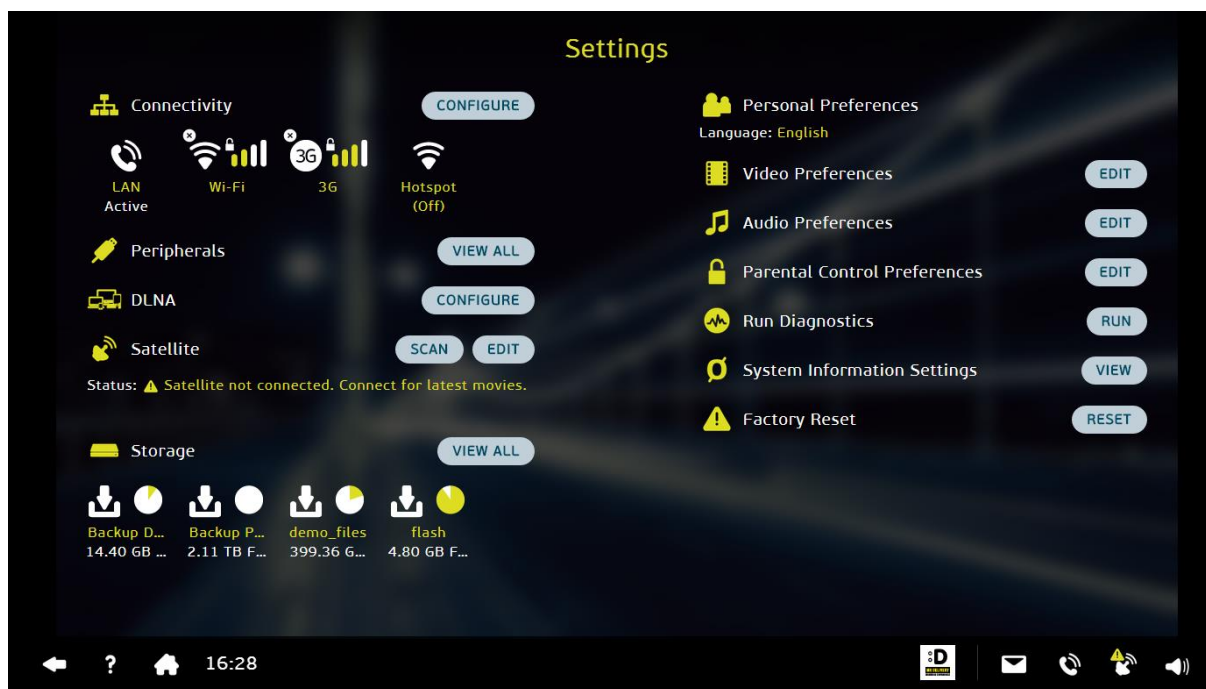 Settings
Connectivity
CONFIGURE
3G
LAN
Active
Wi-Fi
3G
Hotspot
(Off)
Peripherals
VIEW ALL
DLNA
CONFIGURE
Satellite
SCAN
EDIT
Status: Satellite not connected. Connect for latest movies.
Storage
VIEW ALL
Backup D...
14.40 GB ...
Backup P...
2.11 TB F...
demo_files
399.36 G...
flash
4.80 GB F...
Personal Preferences
Language: English
Video Preferences
EDIT
Audio Preferences
EDIT
Parental Control Preferences
EDIT
Run Diagnostics
RUN
System Information Settings
VIEW
Factory Reset
RESET
?
16:28
:D